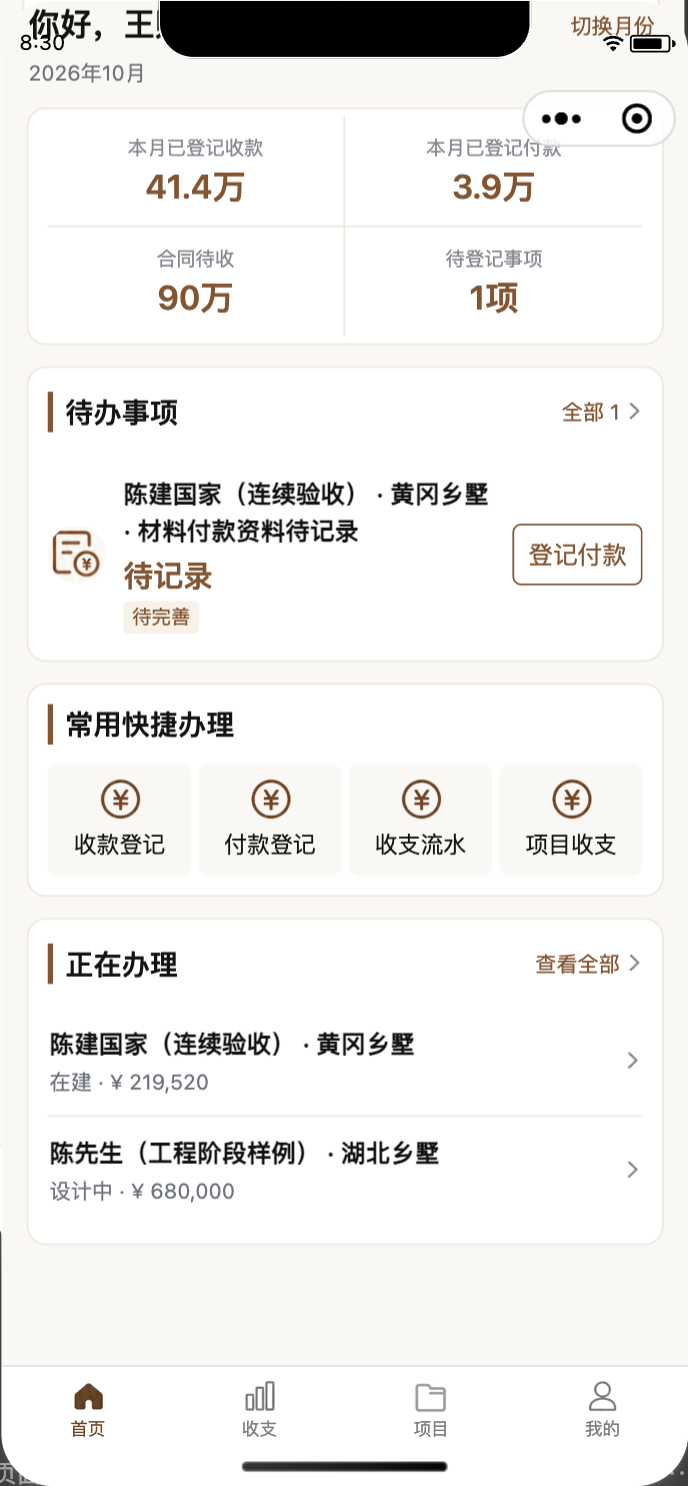 你好，王
切换月份
8:30
2026年10月
本月已登记收款
本月已登记付款
41.4万
3.9万
合同待收
待登记事项
90万
1项
待办事项
全部 1
陈建国家（连续验收） · 黄冈乡墅
· 材料付款资料待记录
待记录
待完善
登记付款
常用快捷办理
收款登记
付款登记
收支流水
项目收支
正在办理
查看全部
陈建国家（连续验收） · 黄冈乡墅
在建 · ¥ 219,520
陈先生（工程阶段样例） · 湖北乡墅
设计中 · ¥ 680,000
首页
收支
项目
我的